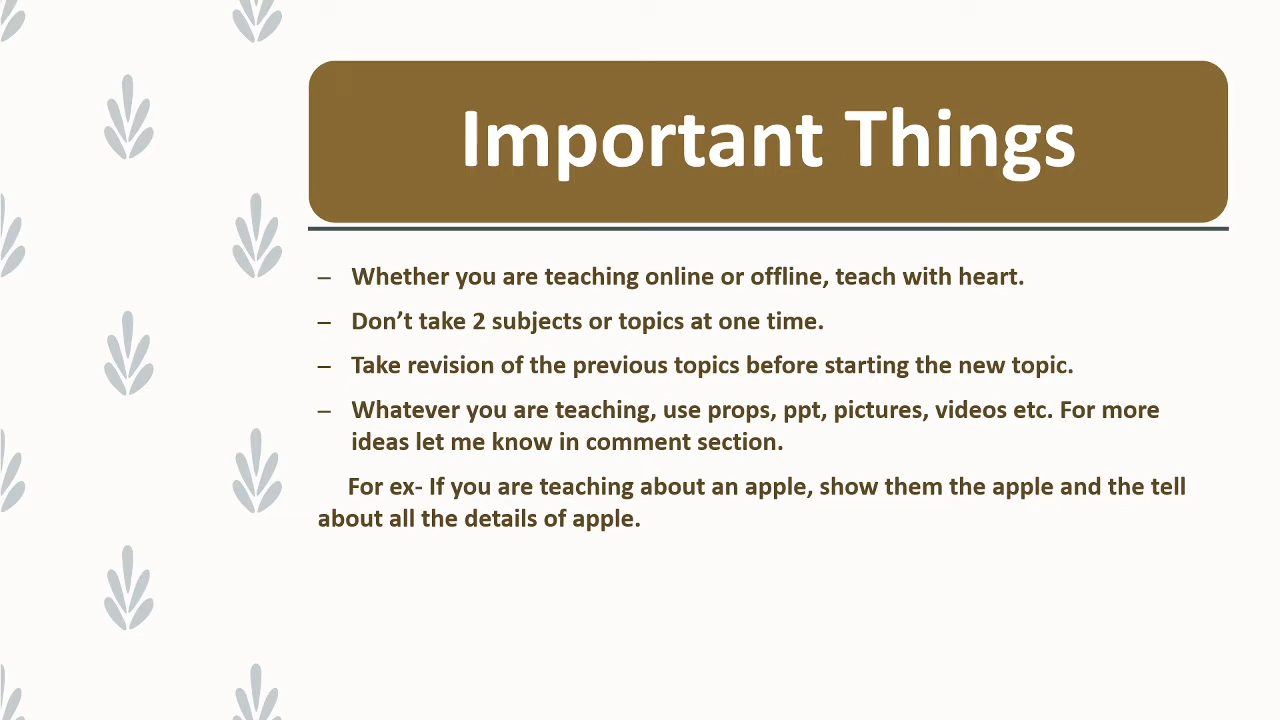 Important Things
– Whether you are teaching online or offline, teach with heart.
– Don’t take 2 subjects or topics at one time.
– Take revision of the previous topics before starting the new topic.
– Whatever you are teaching, use props, ppt, pictures, videos etc. For more
ideas let me know in comment section.
For ex- If you are teaching about an apple, show them the apple and the tell
about all the details of apple.